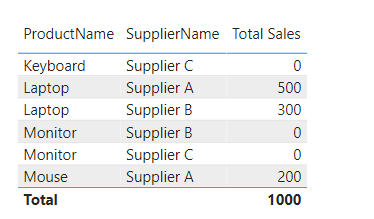 ProductName SupplierName Total Sales
Keyboard Supplier C 0
Laptop Supplier A 500
Laptop Supplier B 300
Monitor Supplier B 0
Monitor Supplier C 0
Mouse Supplier A 200
Total 1000